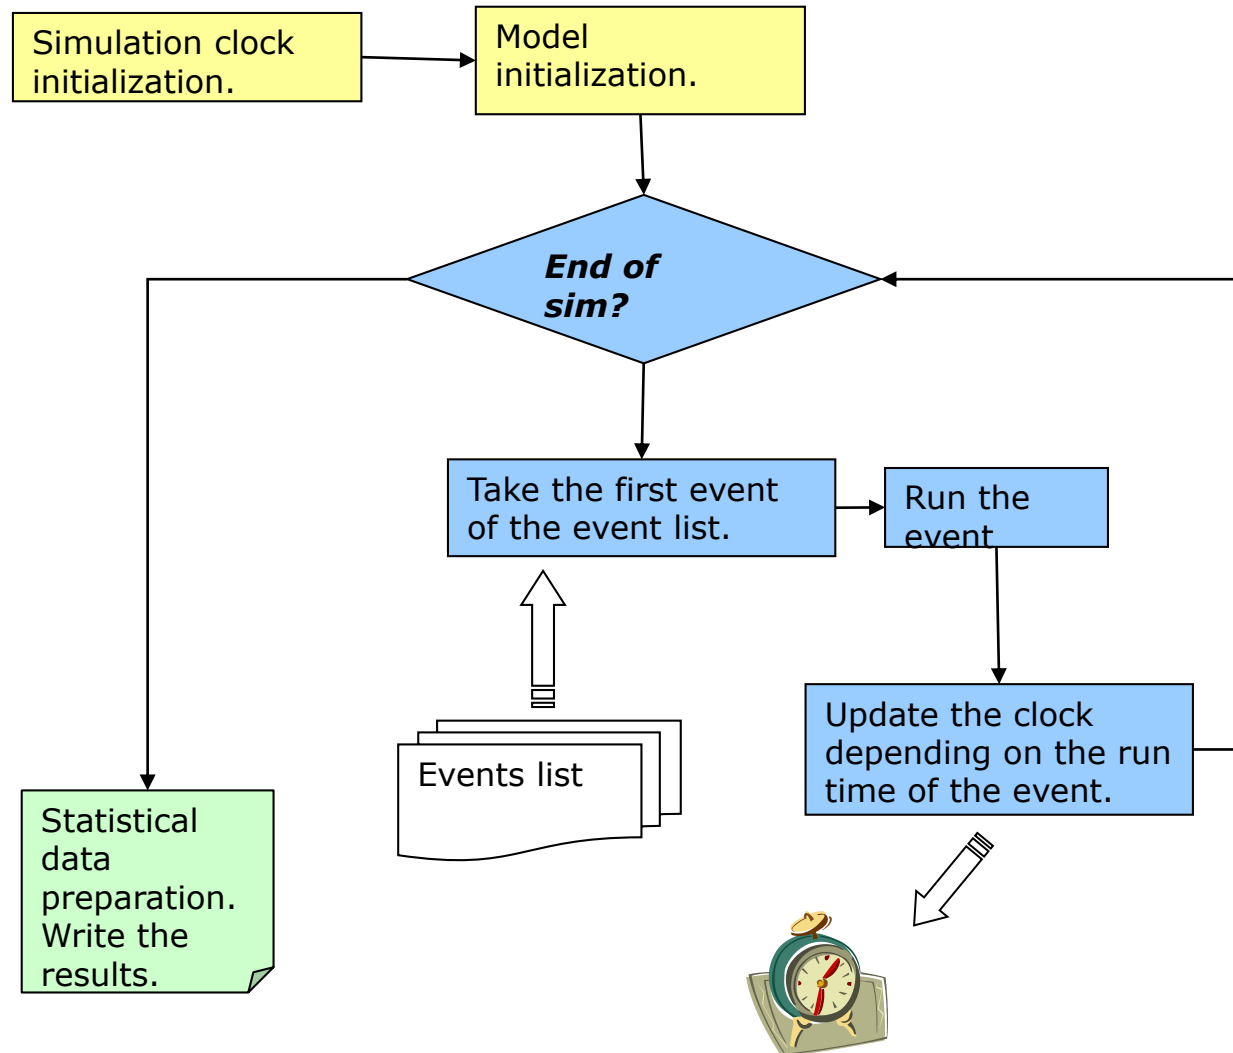 Simulation clock
initialization.
Model
initialization.
End of
sim?
Take the first event
of the event list.
Run the
event
Update the clock
depending on the run
time of the event.
Events list
Statistical
data
preparation.
Write the
results.